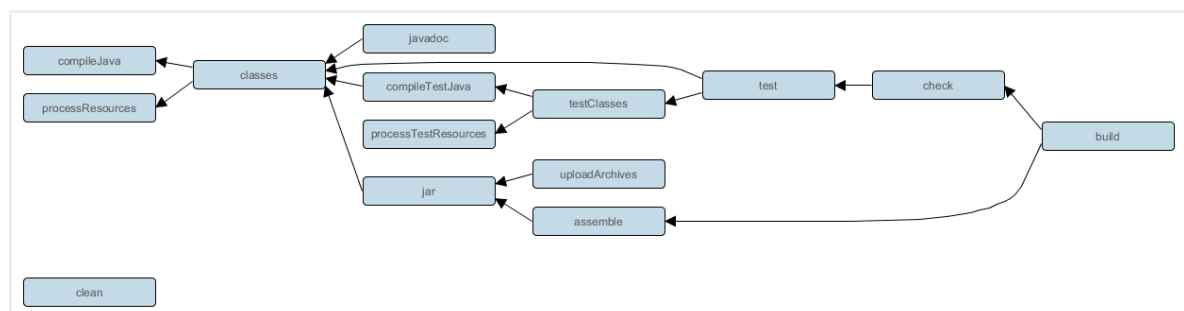 javadoc
compileJava
classes
compileTestJava
test
check
processResources
testClasses
processTestResources
build
uploadArchives
jar
assemble
clean